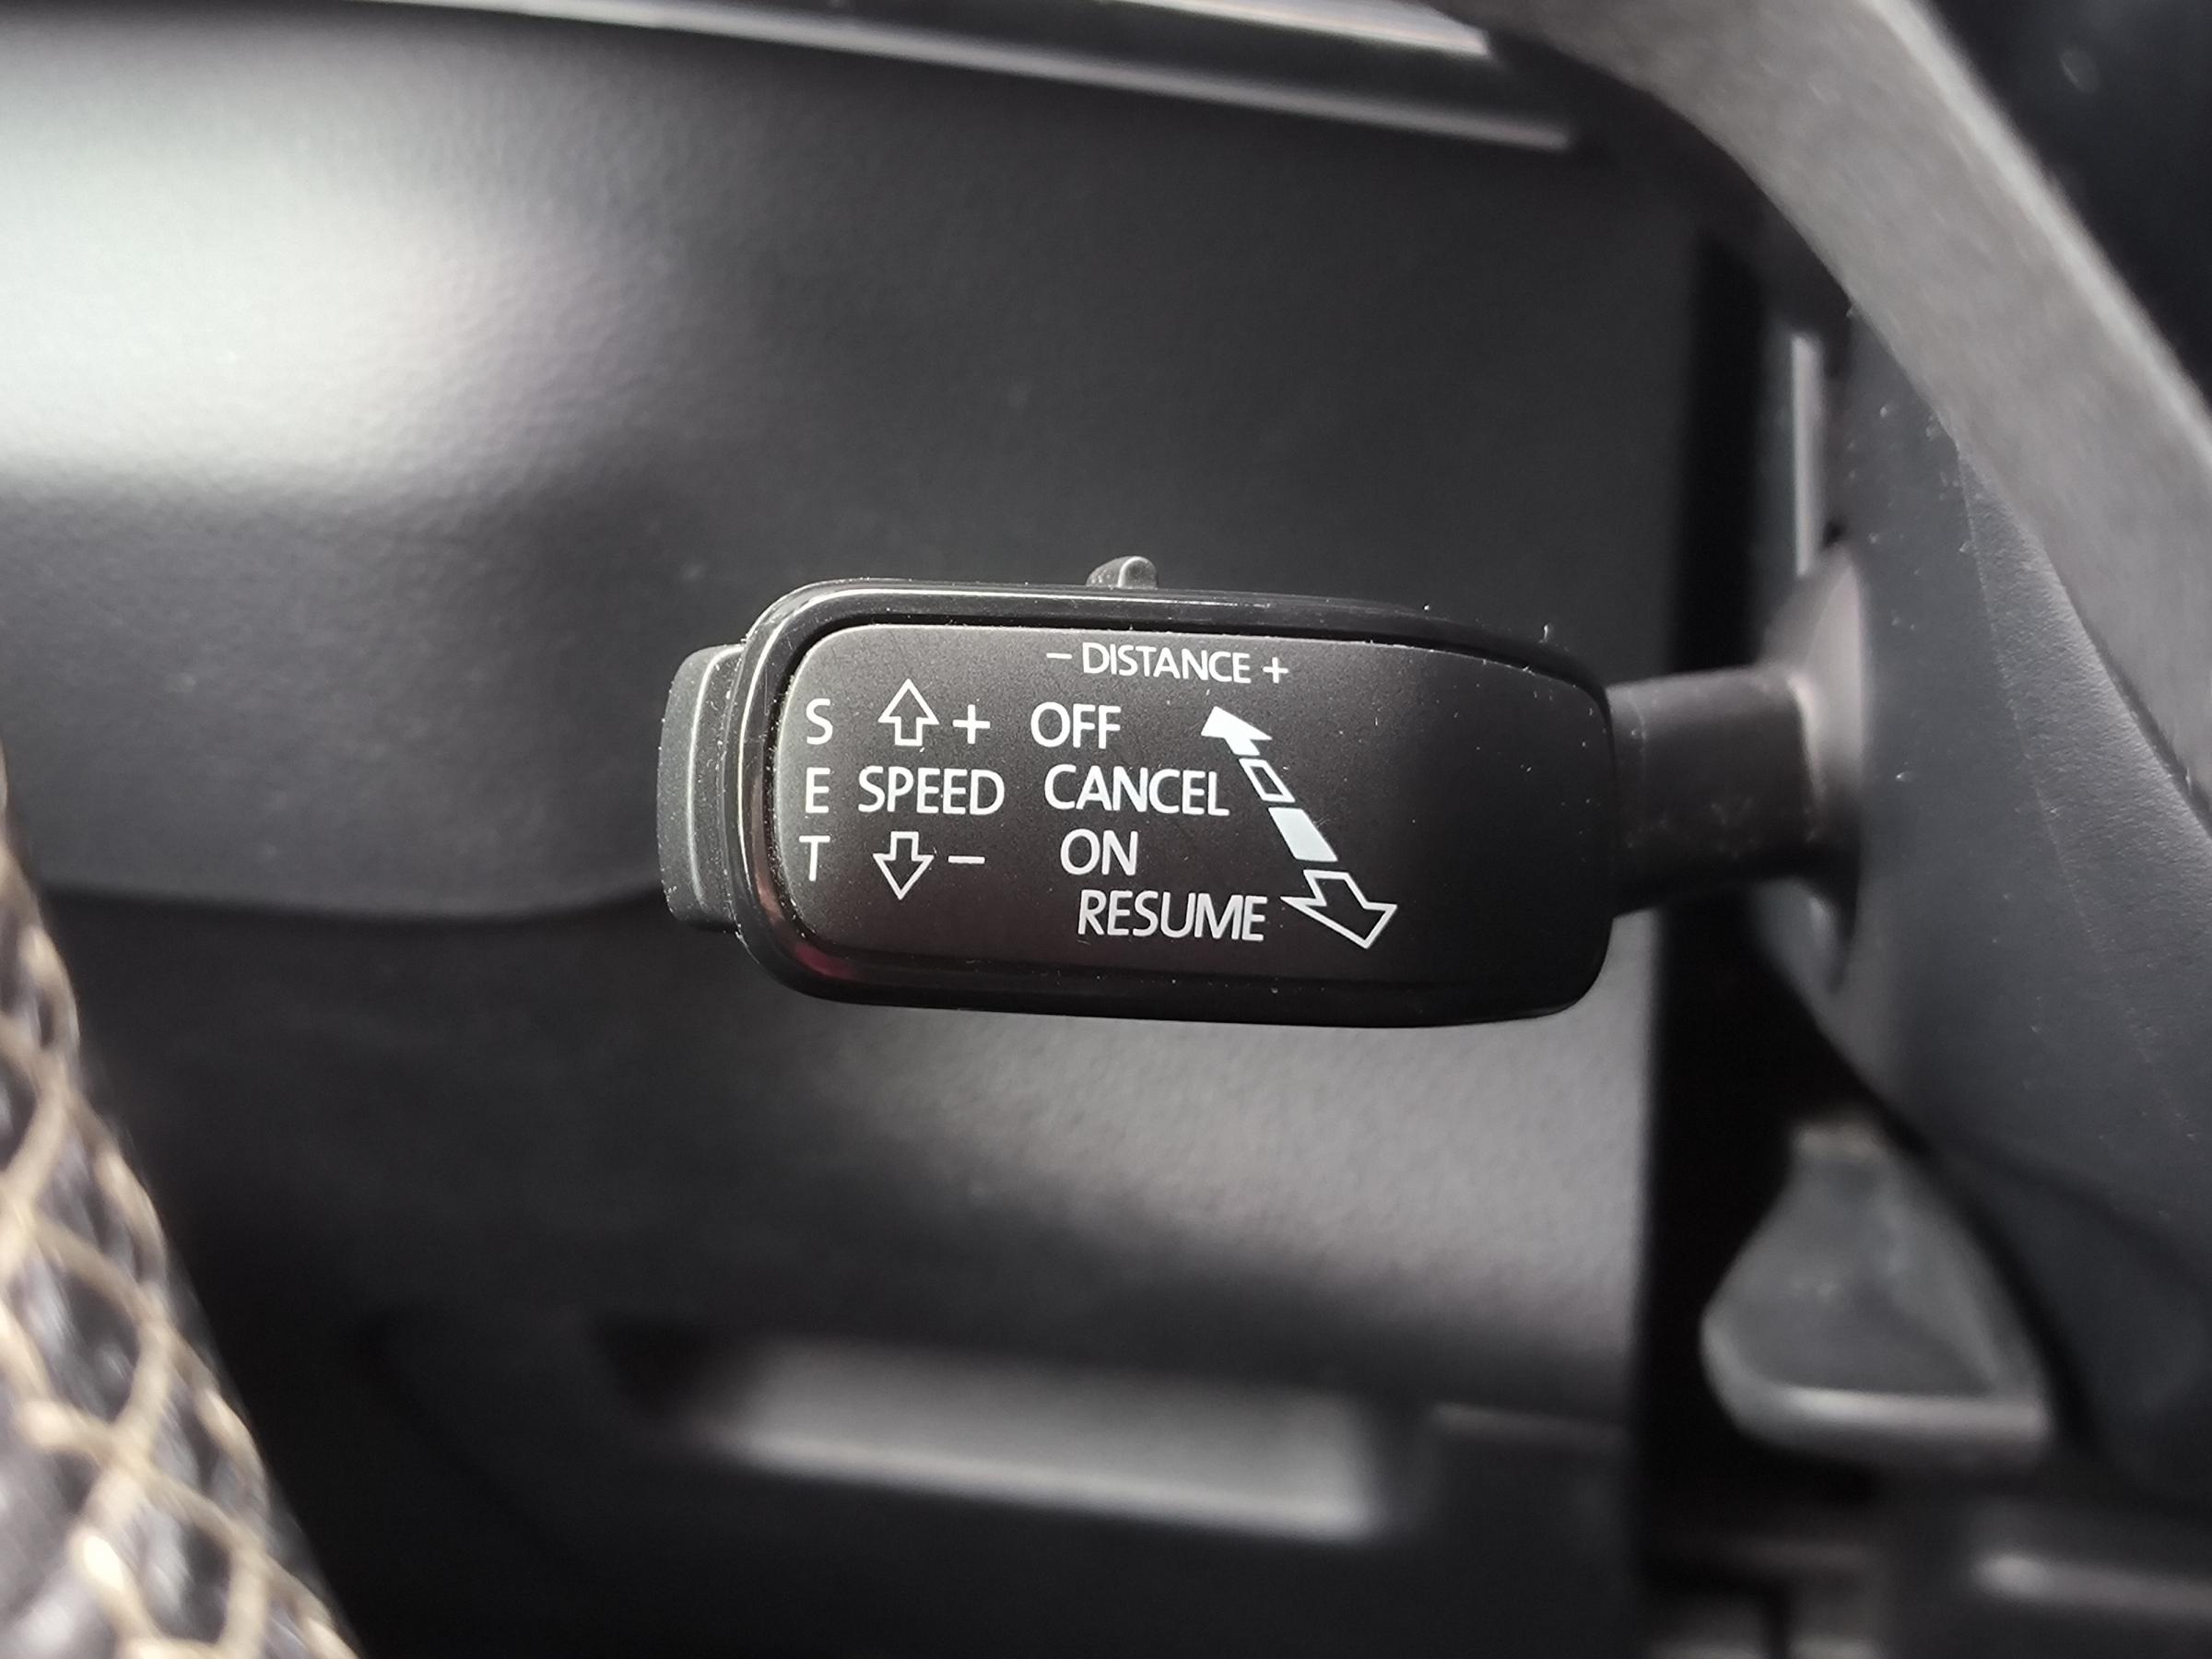 – DISTANCE +
S + OFF
E SPEED CANCEL
T – ON
RESUME